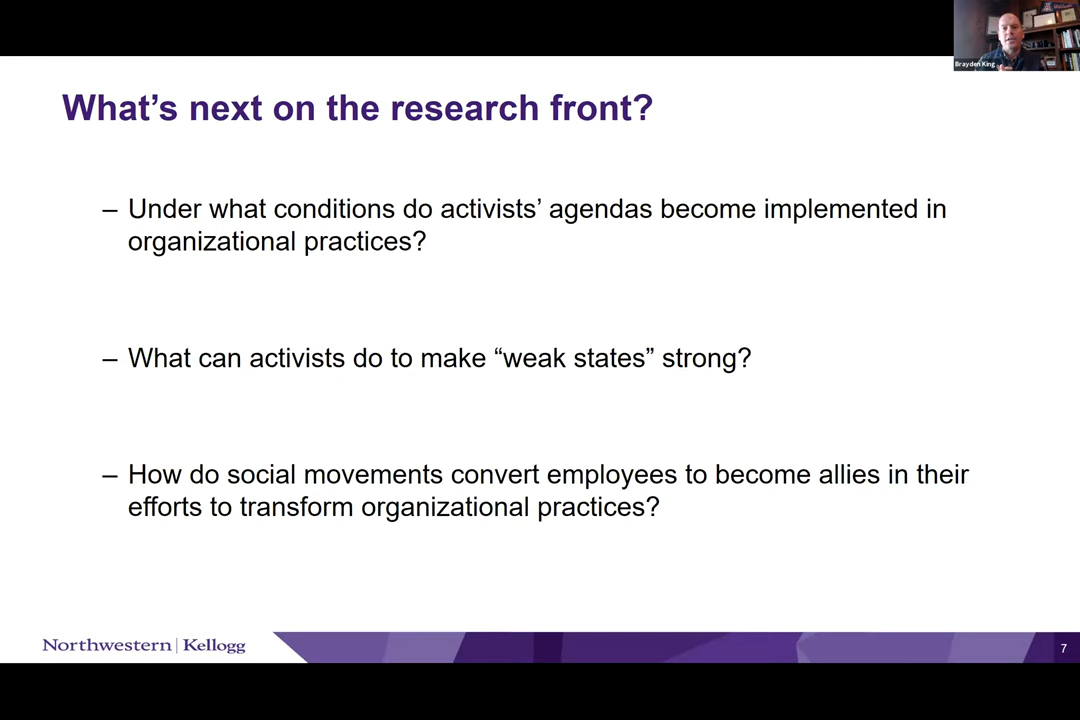 Brayden King
What’s next on the research front?
– Under what conditions do activists’ agendas become implemented in
organizational practices?
– What can activists do to make “weak states” strong?
– How do social movements convert employees to become allies in their
efforts to transform organizational practices?
Northwestern | Kellogg
7